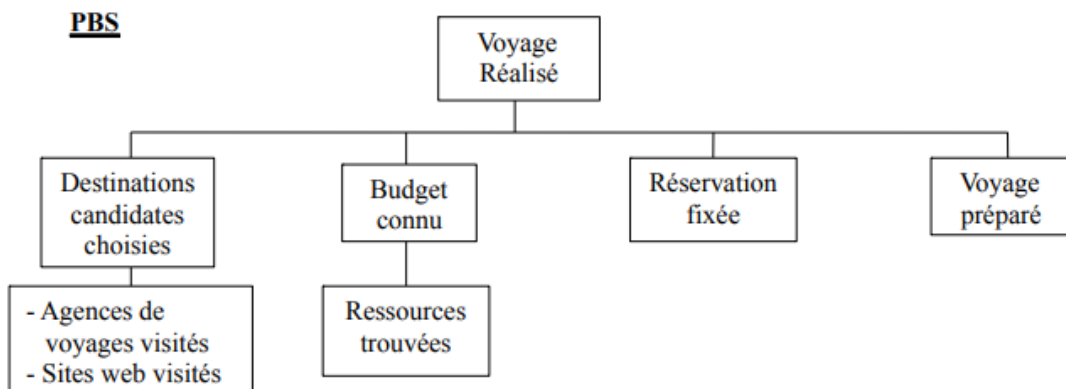 PBS
Voyage
Réalisé
Destinations
candidates
choisies
Budget
connu
Réservation
fixée
Voyage
préparé
- Agences de
voyages visités
- Sites web visités
Ressources
trouvées